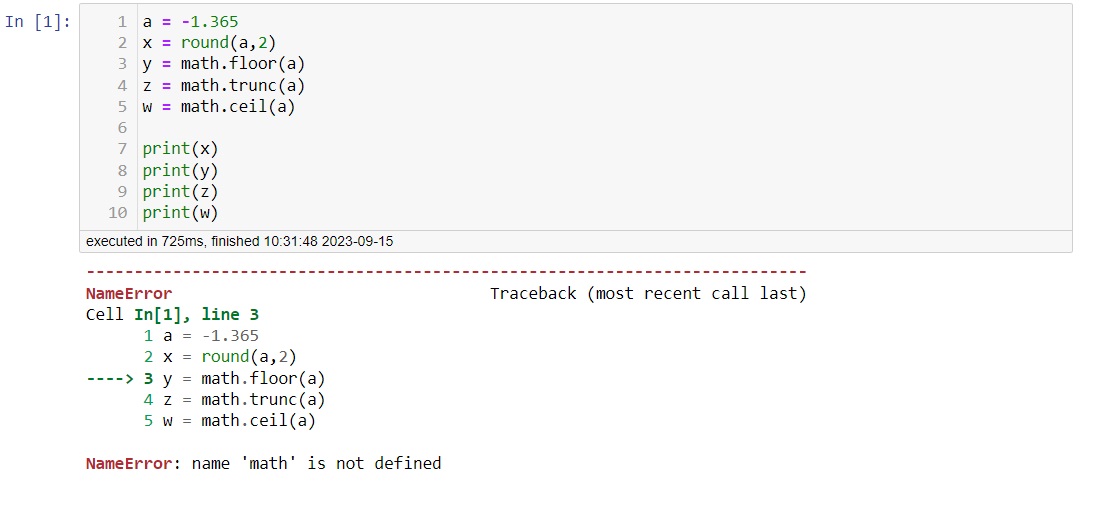 In [1]:
1 a = -1.365
2 x = round(a,2)
3 y = math.floor(a)
4 z = math.trunc(a)
5 w = math.ceil(a)
6
7 print(x)
8 print(y)
9 print(z)
10 print(w)
executed in 725ms, finished 10:31:48 2023-09-15
---------------------------------------------------------------------------
NameError                                 Traceback (most recent call last)
Cell In[1], line 3
      1 a = -1.365
      2 x = round(a,2)
----> 3 y = math.floor(a)
      4 z = math.trunc(a)
      5 w = math.ceil(a)
NameError: name 'math' is not defined